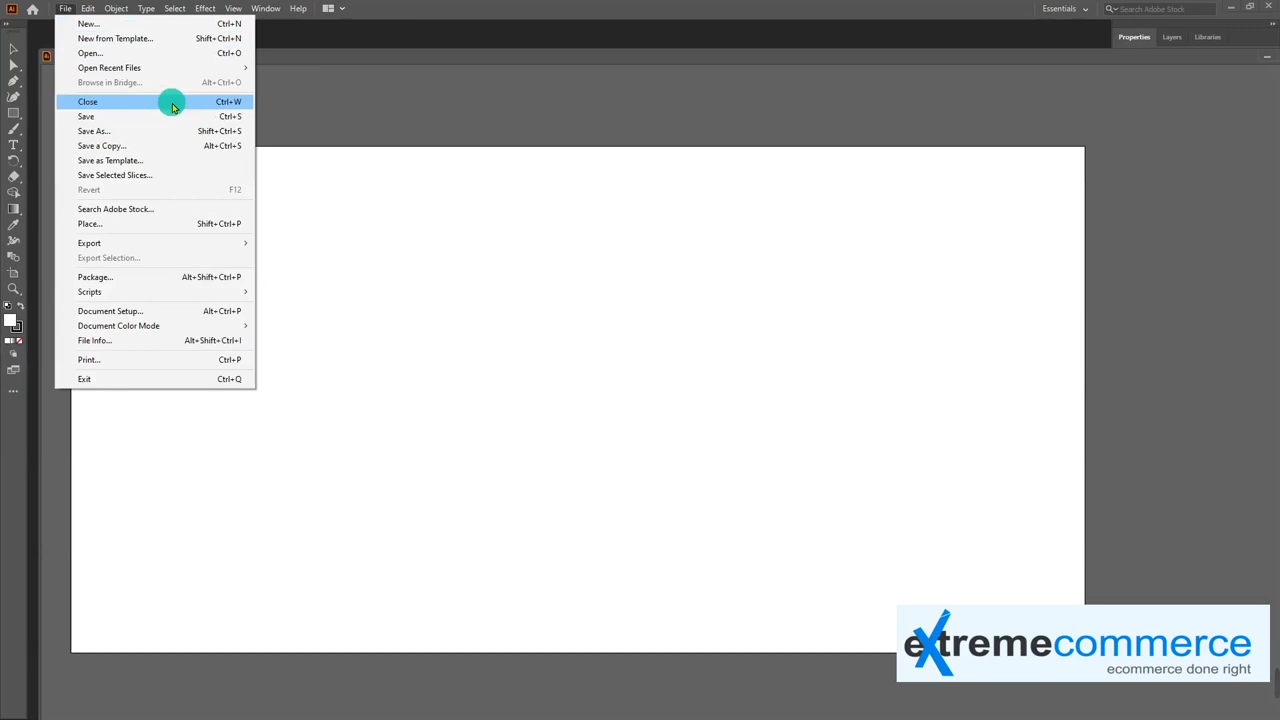 File Edit Object Type Select Effect View Window Help Essentials Search Adobe Stock
New... Ctrl+N
New from Template... Shift+Ctrl+N
Properties Layers Libraries
Open... Ctrl+O
Open Recent Files
Browse in Bridge... Alt+Ctrl+O
Close Ctrl+W
Save Ctrl+S
Save As... Shift+Ctrl+S
Save a Copy... Alt+Ctrl+S
Save as Template...
Save Selected Slices...
Revert F12
Search Adobe Stock...
Place... Shift+Ctrl+P
Export
Export Selection...
Package... Alt+Shift+Ctrl+P
Scripts
Document Setup... Alt+Ctrl+P
Document Color Mode
File Info... Alt+Shift+Ctrl+I
Print... Ctrl+P
Exit Ctrl+Q
extremecommerce
ecommerce done right